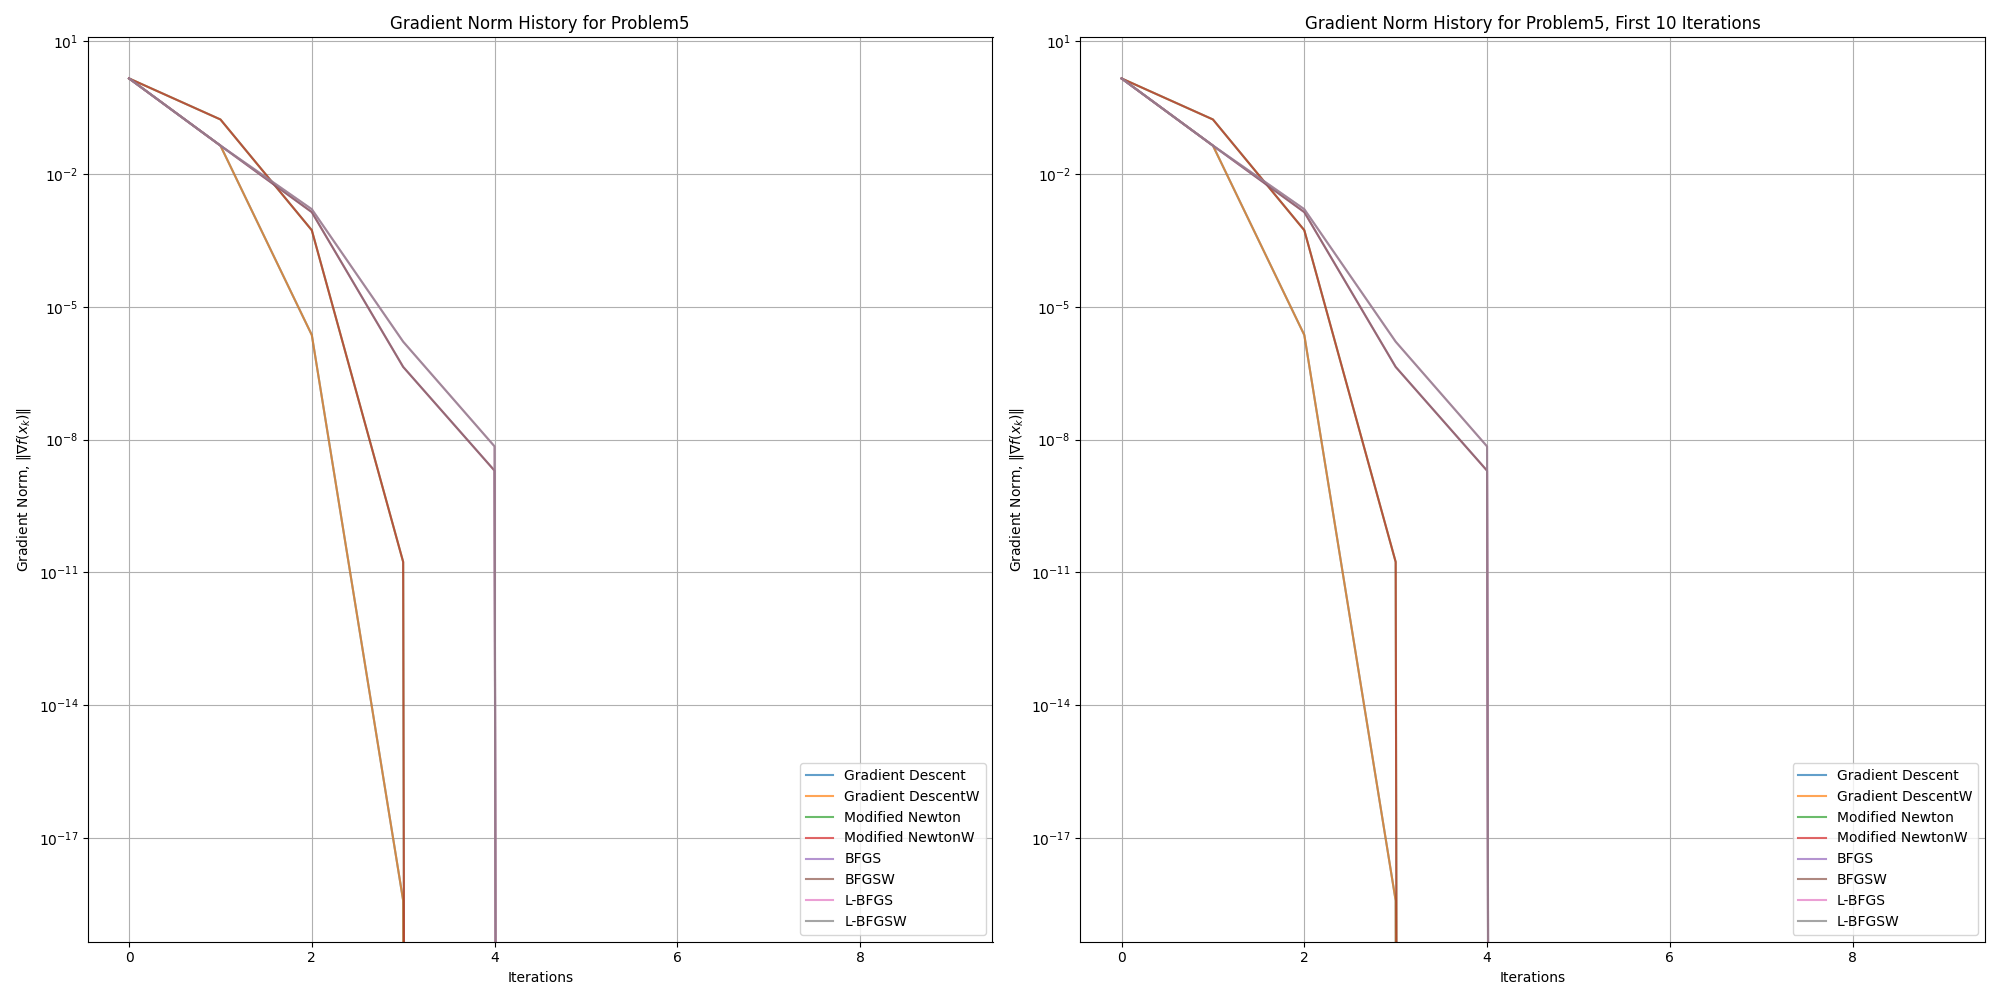 Gradient Norm History for Problem5
10^1
10^-2
10^-5
10^-8
10^-11
10^-14
10^-17
Gradient Norm, ‖∇f(x_k)‖
0 2 4 6 8
Iterations
Gradient Descent
Gradient DescentW
Modified Newton
Modified NewtonW
BFGS
BFGSW
L-BFGS
L-BFGSW
Gradient Norm History for Problem5, First 10 Iterations
10^1
10^-2
10^-5
10^-8
10^-11
10^-14
10^-17
Gradient Norm, ‖∇f(x_k)‖
0 2 4 6 8
Iterations
Gradient Descent
Gradient DescentW
Modified Newton
Modified NewtonW
BFGS
BFGSW
L-BFGS
L-BFGSW